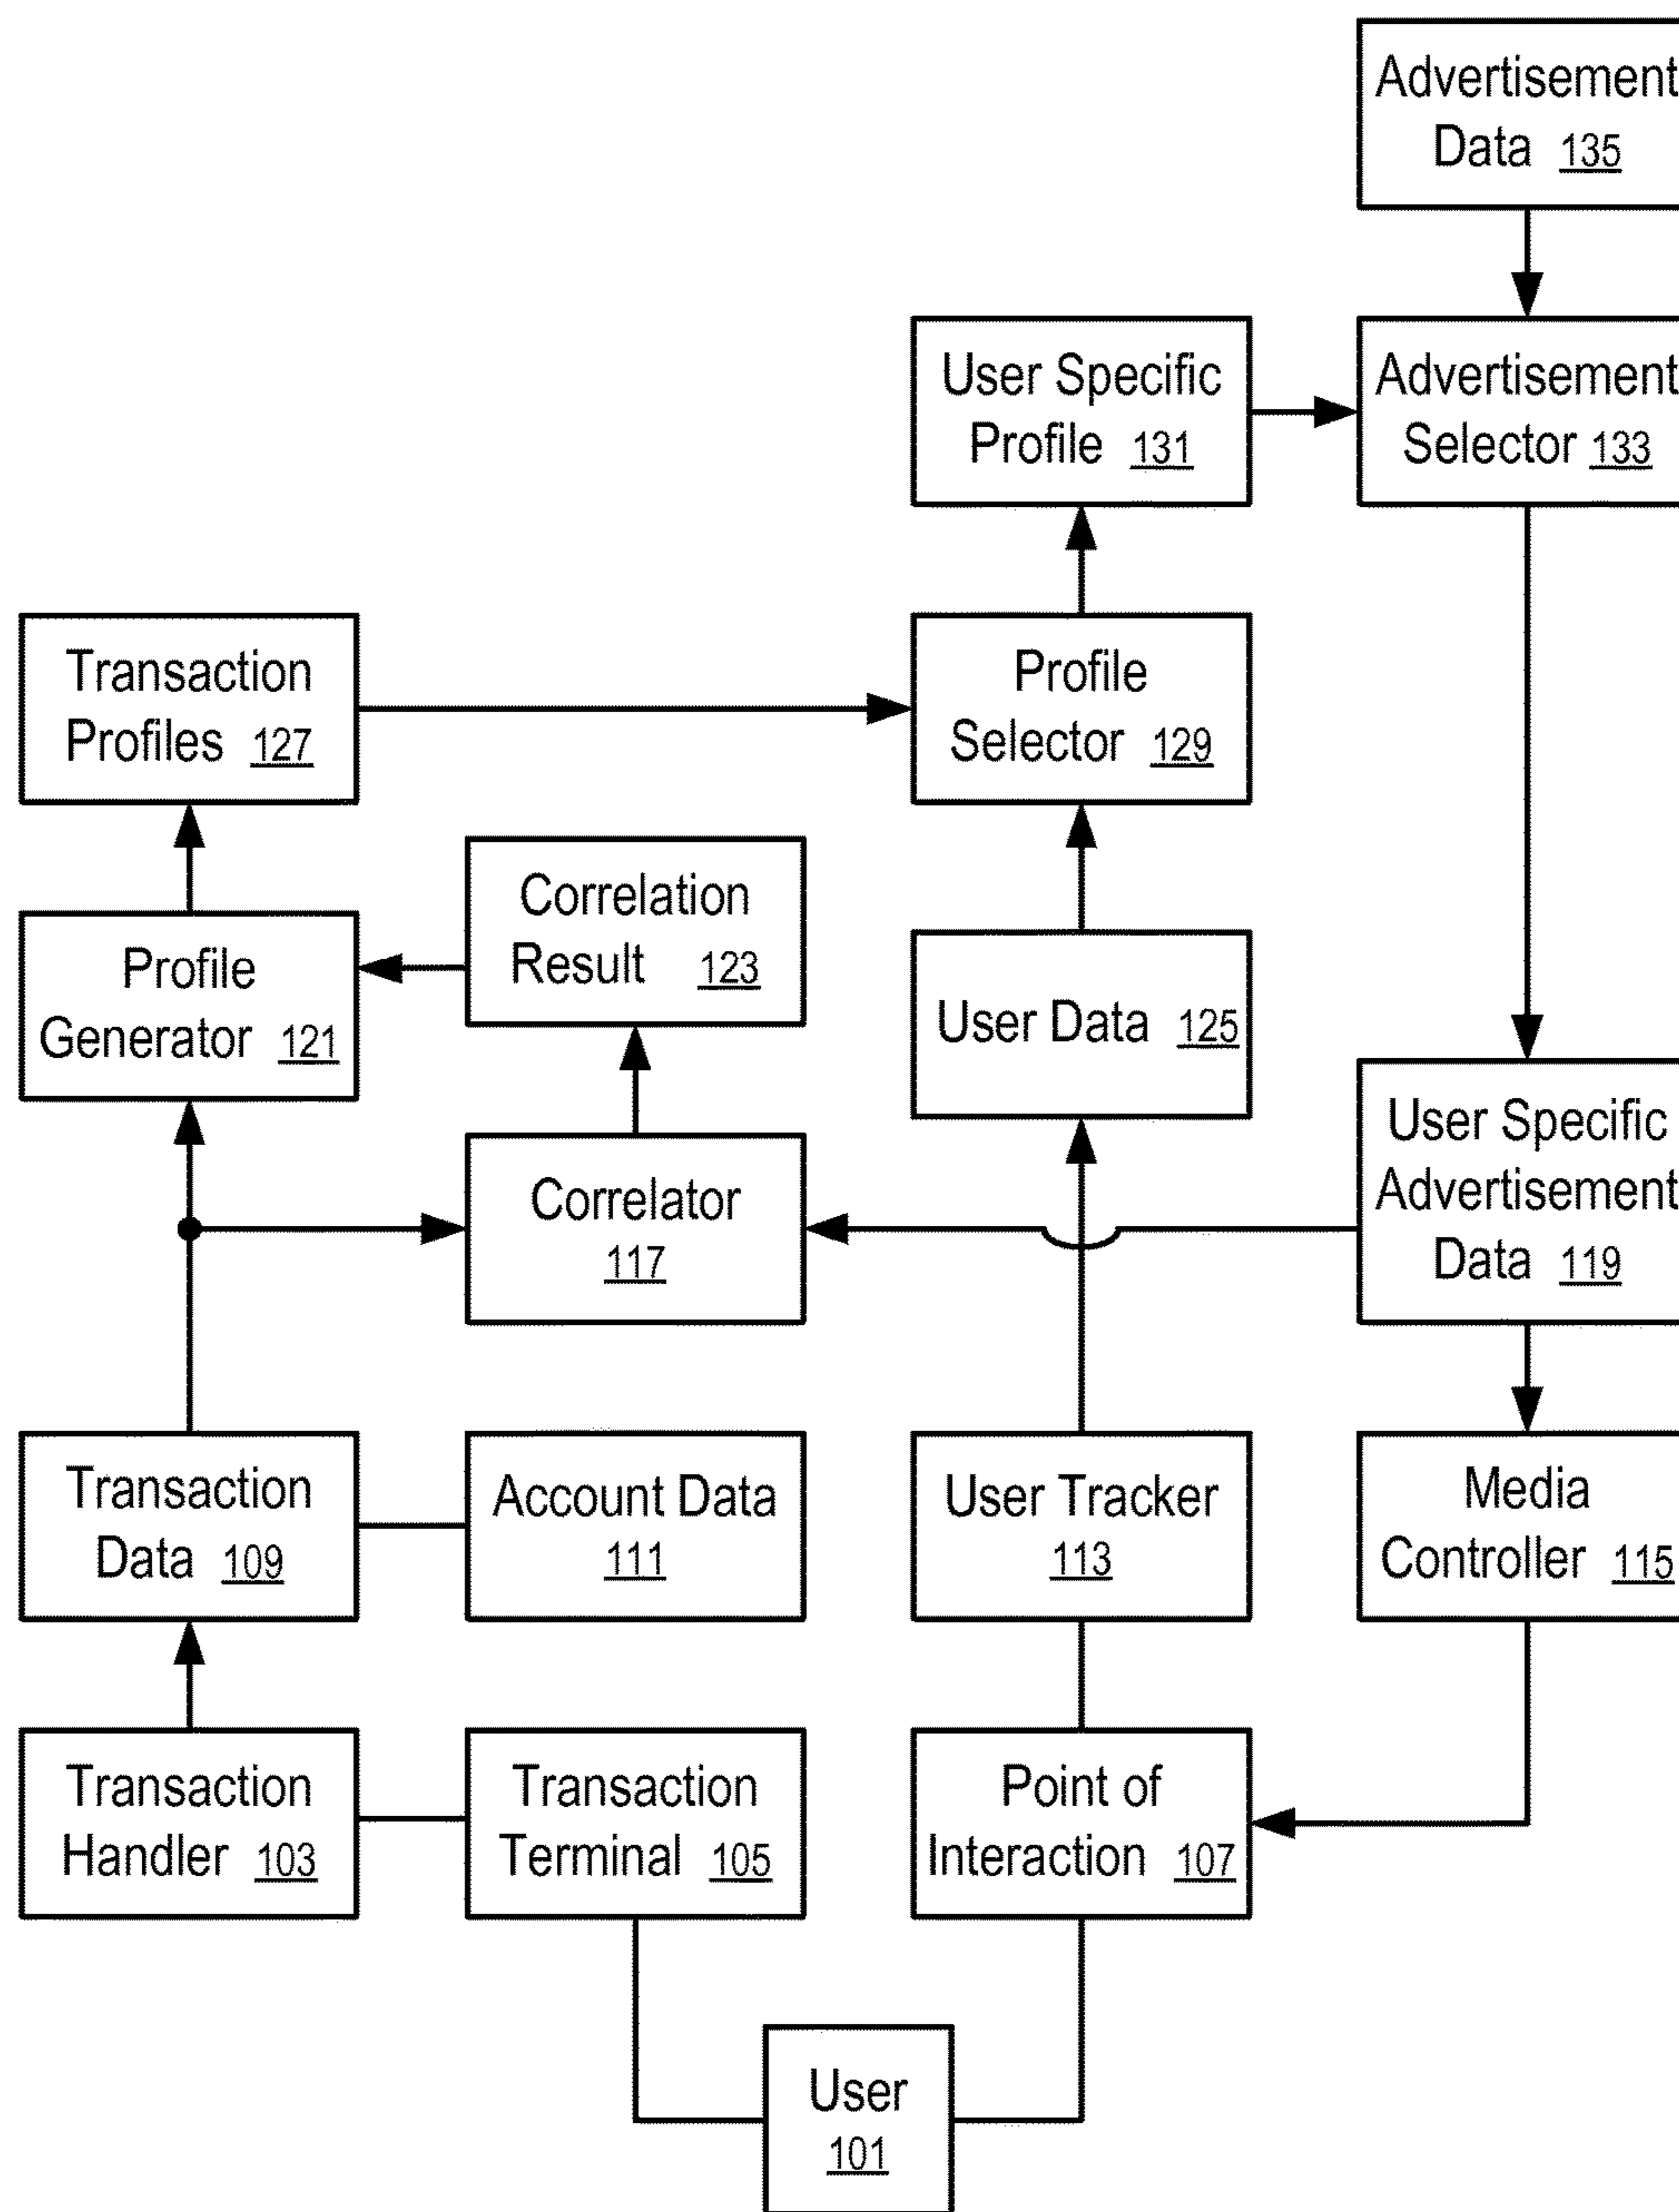 Advertisement
Data 135
User Specific
Profile 131
Advertisement
Selector 133
Transaction
Profiles 127
Profile
Selector 129
Correlation
Result 123
Profile
Generator 121
User Data 125
User Specific
Advertisement
Data 119
Correlator
117
Transaction
Data 109
Account Data
111
User Tracker
113
Media
Controller 115
Transaction
Handler 103
Transaction
Terminal 105
Point of
Interaction 107
User
101